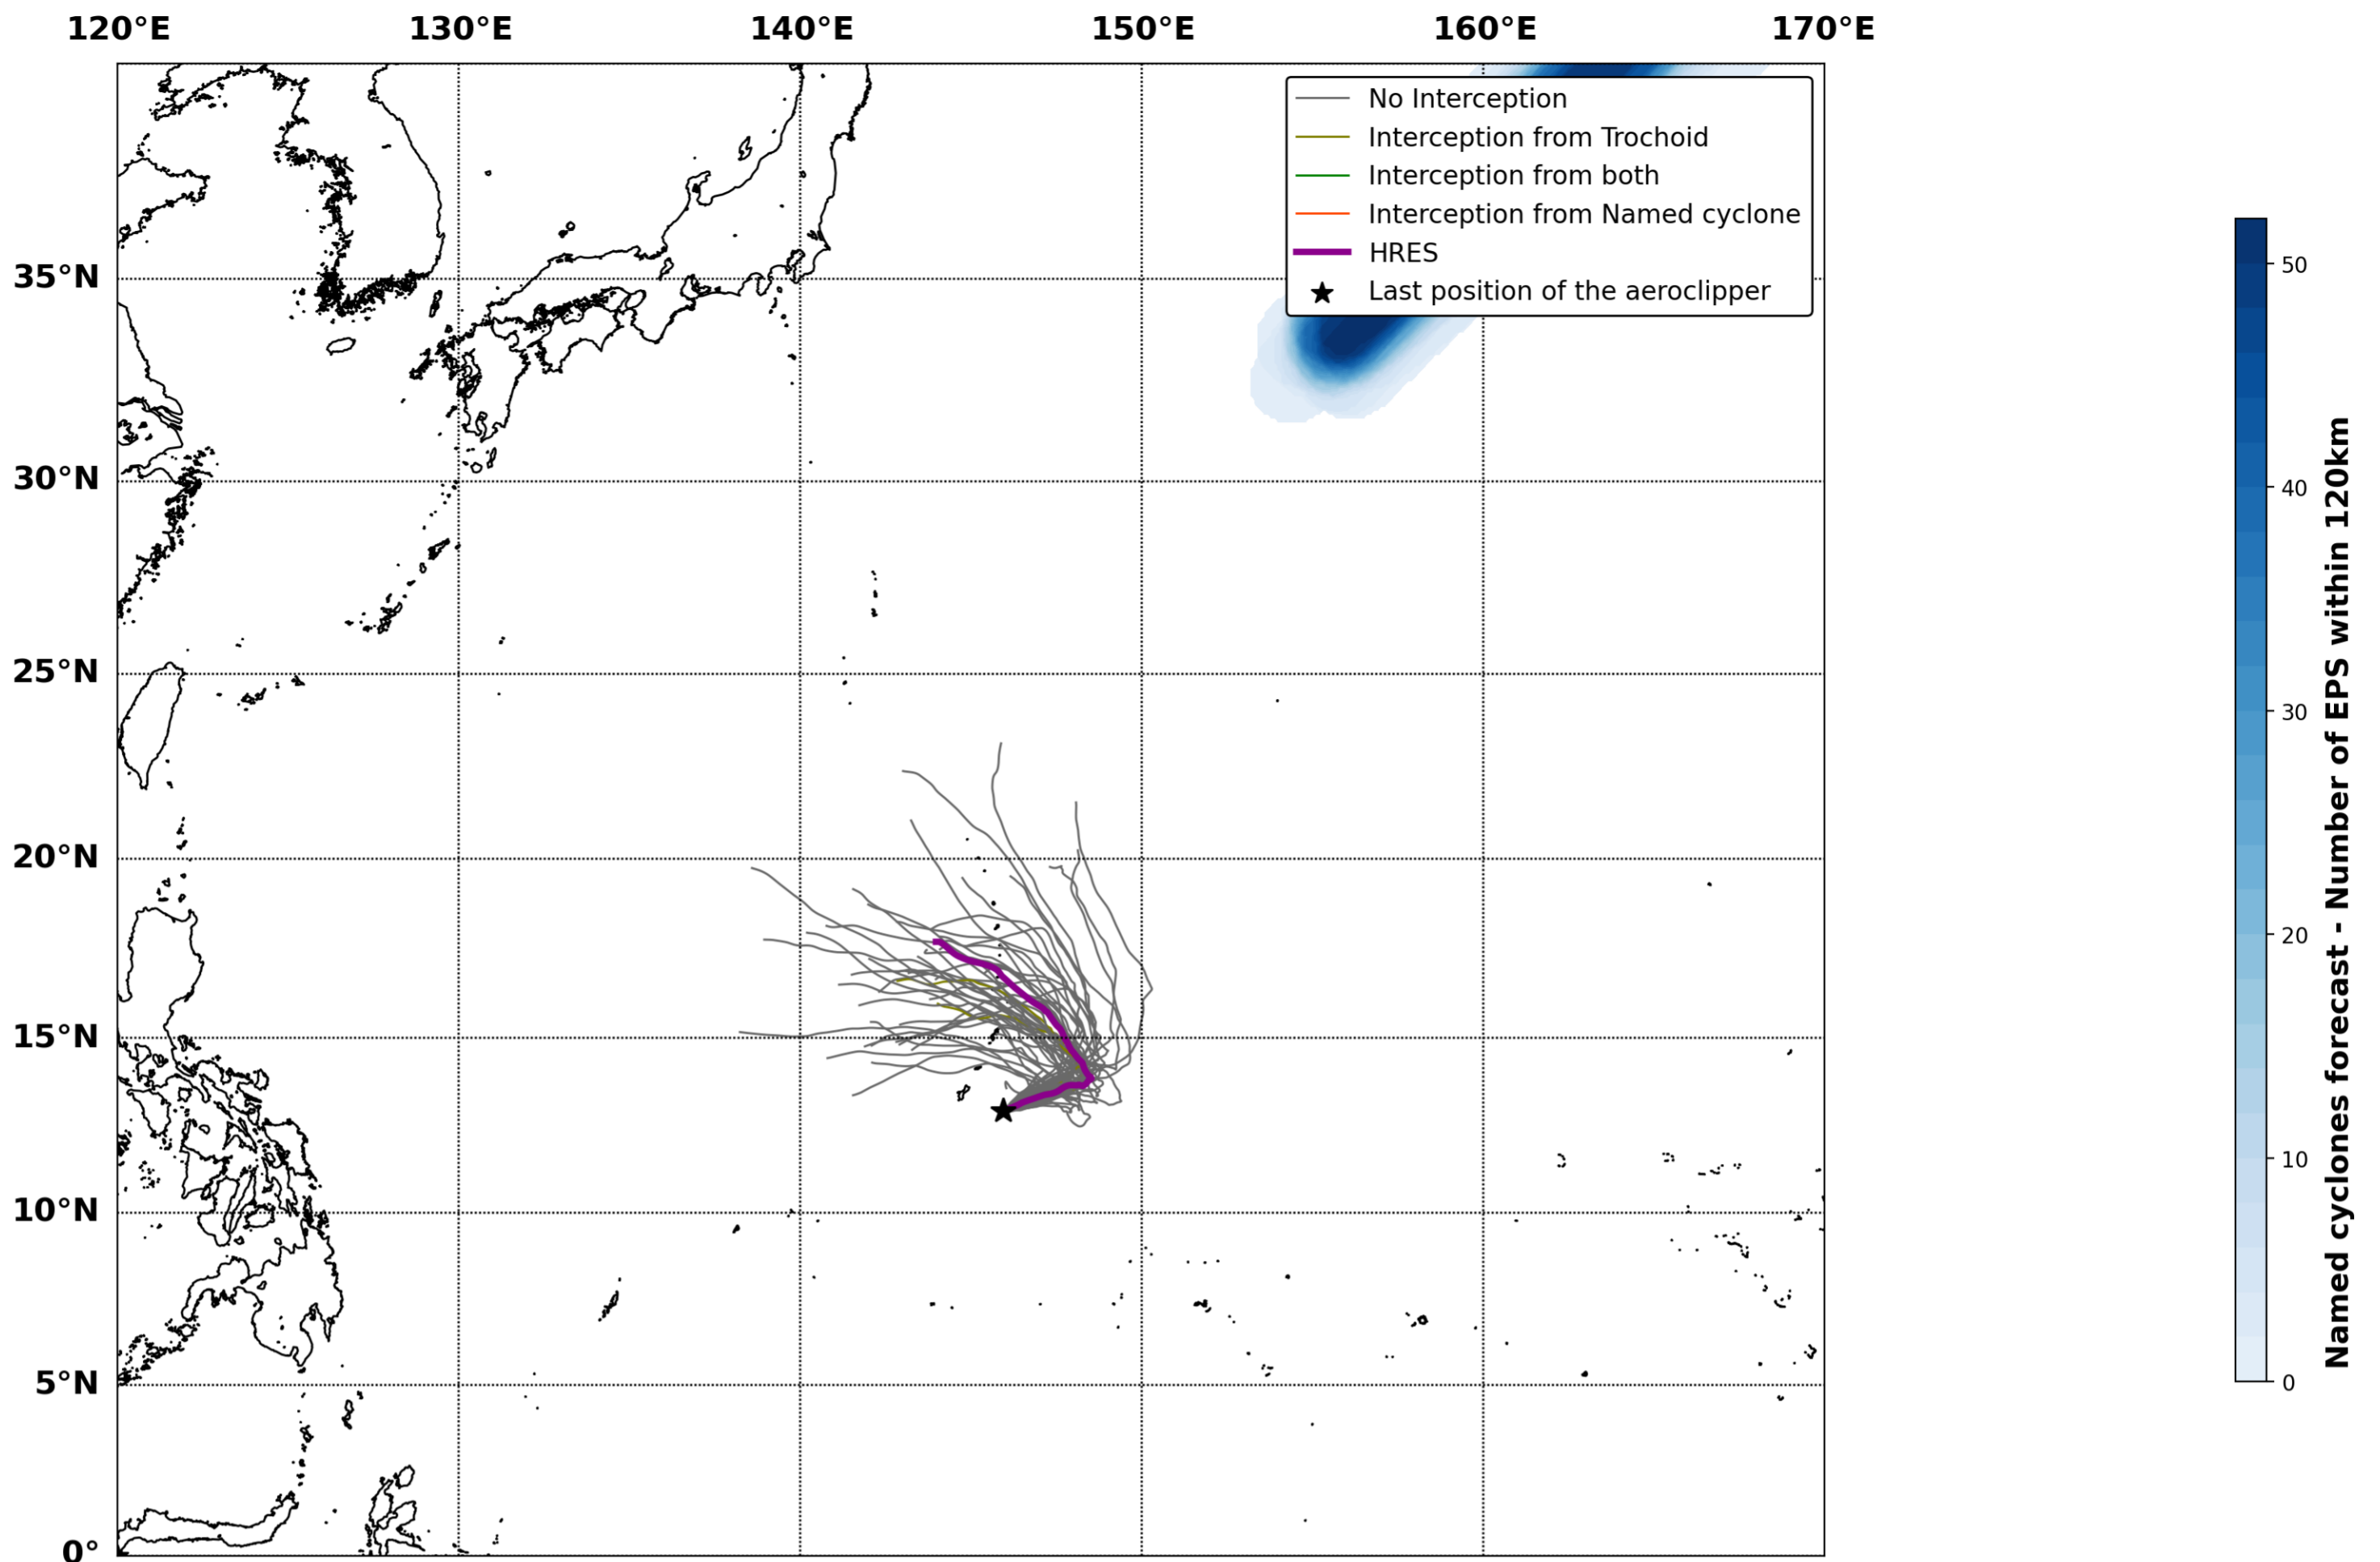 120°E 130°E 140°E 150°E 160°E 170°E
No Interception
Interception from Trochoid
Interception from both
Interception from Named cyclone
HRES
Last position of the aeroclipper
35°N
30°N
25°N
20°N
15°N
10°N
5°N
0°
50
40
30
20
10
0
Named cyclones forecast - Number of EPS within 120km